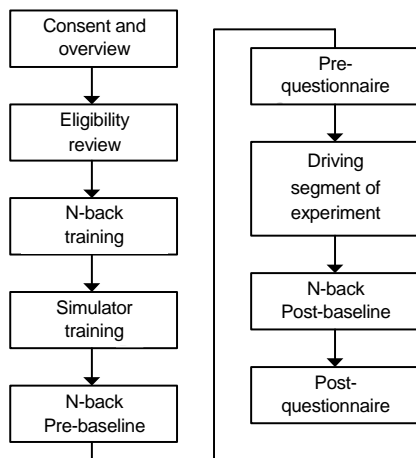 Consent and
overview
Eligibility
review
N-back
training
Simulator
training
N-back
Pre-baseline
Pre-
questionnaire
Driving
segment of
experiment
N-back
Post-baseline
Post-
questionnaire